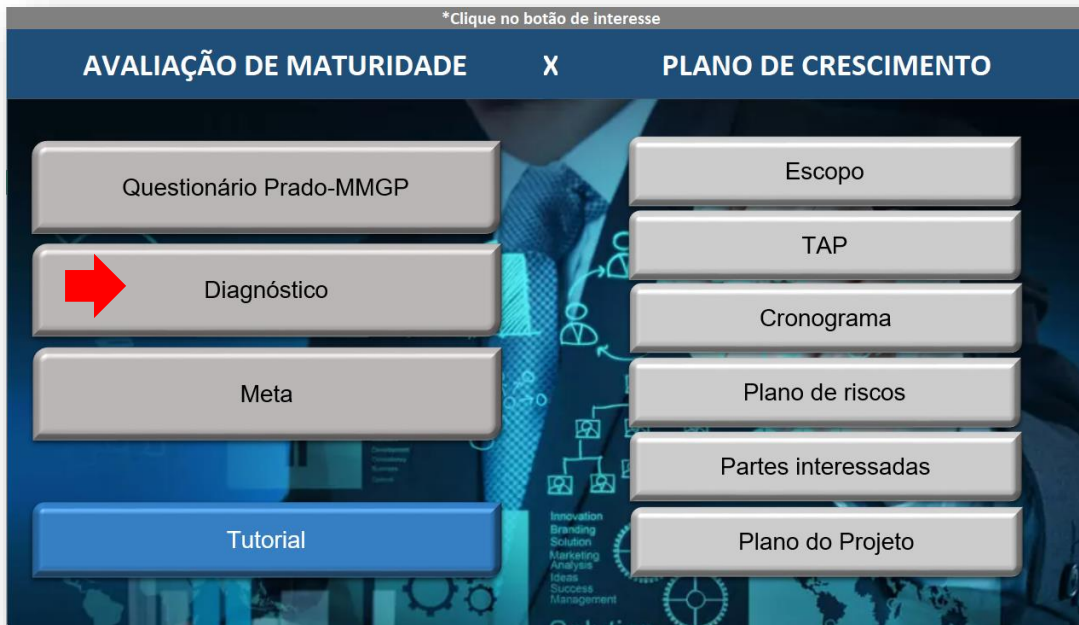 *Clique no botão de interesse
AVALIAÇÃO DE MATURIDADE X PLANO DE CRESCIMENTO
Questionário Prado-MMGP
Diagnóstico
Meta
Tutorial
Escopo
TAP
Cronograma
Plano de riscos
Partes interessadas
Plano do Projeto
Innovation
Branding
Solution
Marketing
Analysis
Ideas
Success
Management